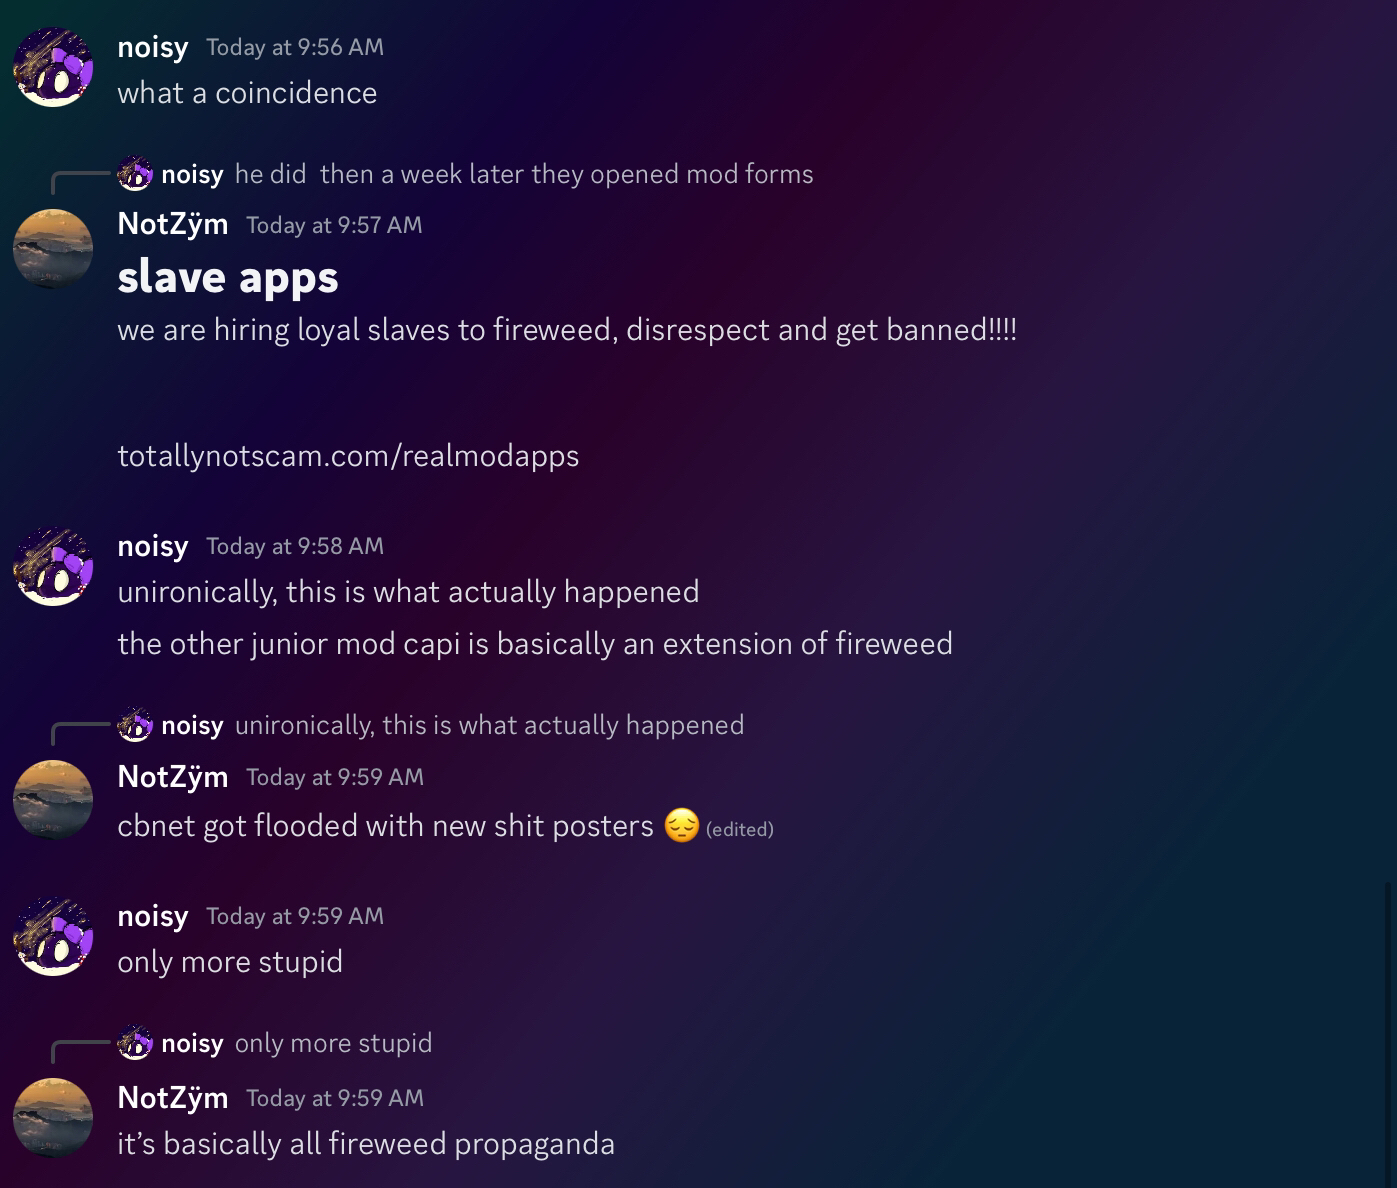 noisy Today at 9:56 AM
what a coincidence
noisy he did  then a week later they opened mod forms
NotZÿm Today at 9:57 AM
slave apps
we are hiring loyal slaves to fireweed, disrespect and get banned!!!!
totallynotscam.com/realmodapps
noisy Today at 9:58 AM
unironically, this is what actually happened
the other junior mod capi is basically an extension of fireweed
noisy unironically, this is what actually happened
NotZÿm Today at 9:59 AM
cbnet got flooded with new shit posters 😔 (edited)
noisy Today at 9:59 AM
only more stupid
noisy only more stupid
NotZÿm Today at 9:59 AM
it’s basically all fireweed propaganda